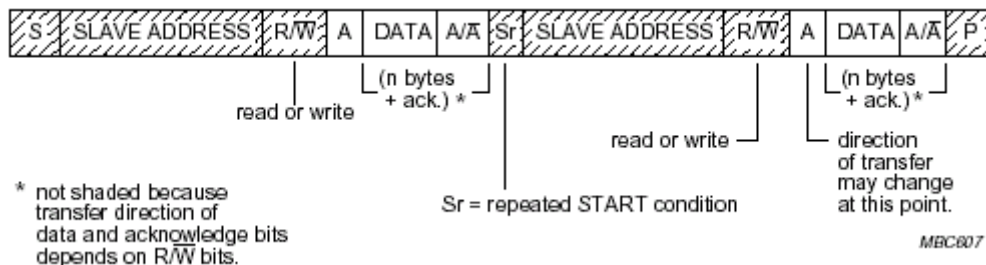 S SLAVE ADDRESS R/W̅ A DATA A/A̅ Sr SLAVE ADDRESS R/W̅ A DATA A/A̅ P
(n bytes
+ ack.) *
(n bytes
+ ack.) *
read or write
read or write
direction
of transfer
may change
at this point.
* not shaded because
transfer direction of
data and acknowledge bits
depends on R/W̅ bits.
Sr = repeated START condition
MBC607